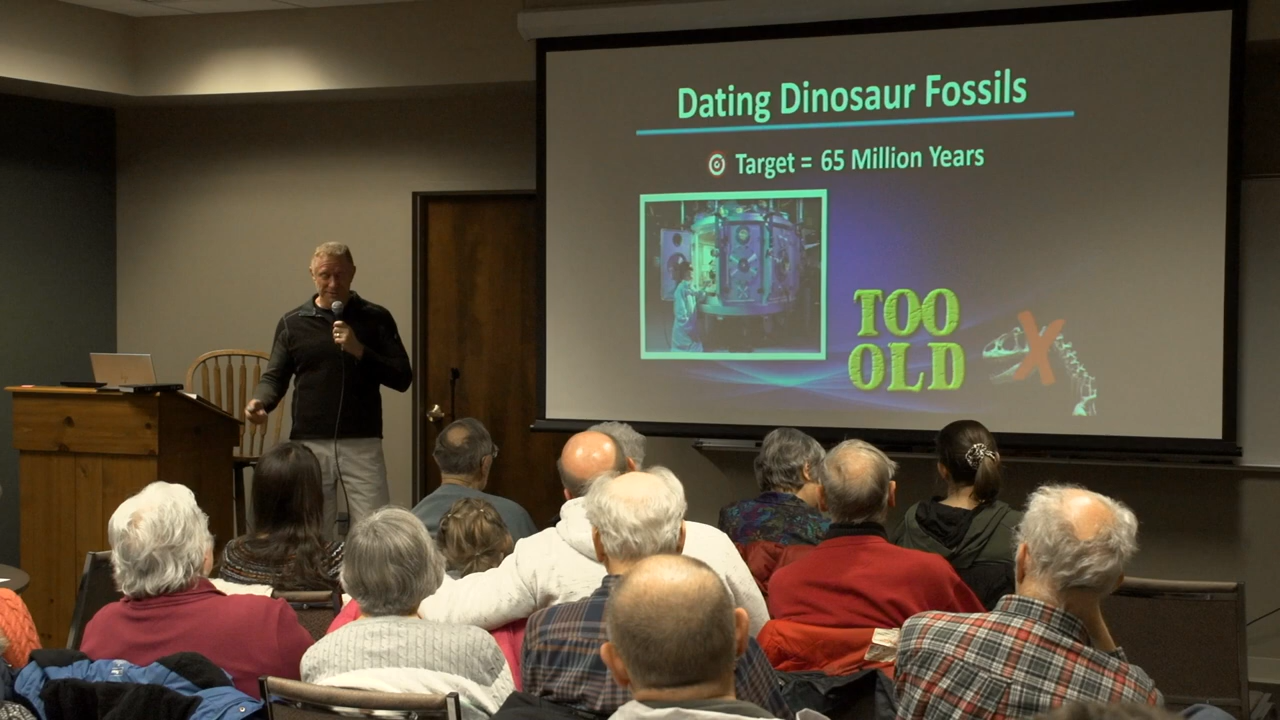 Dating Dinosaur Fossils
Target = 65 Million Years
TOO
OLD